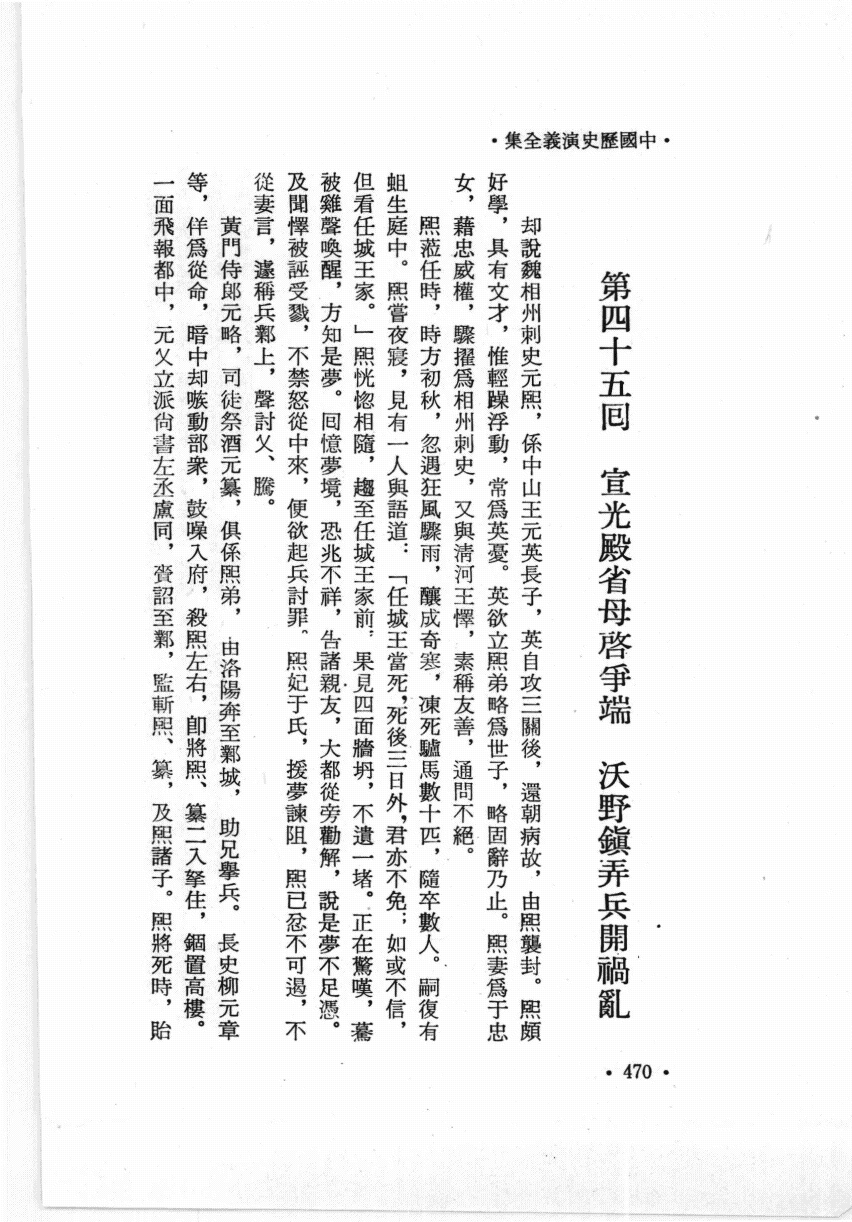 •中國歷史演義全集•
第四十五回　宣光殿省母啓爭端　沃野鎭弄兵開禍亂
却說魏相州刺史元熙，係中山王元英長子，英自攻三關後，還朝病故，由熙襲封。熙頗
好學，具有文才，惟輕躁浮動，常爲英憂。英欲立熙弟略爲世子，略固辭乃止。熙妻爲于忠
女，藉忠威權，驟擢爲相州刺史，又與淸河王懌，素稱友善，通問不絕。
熙蒞任時，時方初秋，忽遇狂風驟雨，釀成奇寒，凍死驢馬數十匹，隨卒數人。嗣復有
蛆生庭中。熙嘗夜寢，見有一人與語道：「任城王當死，死後三日外，君亦不免；如或不信，
但看任城王家。」熙恍惚相隨，趨至任城王家前，果見四面牆坍，不遺一堵。正在驚嘆，驀
被雞聲喚醒，方知是夢。回憶夢境，恐兆不祥，告諸親友，大都從旁勸解，說是夢不足憑。
及聞懌被誣受戮，不禁怒從中來，便欲起兵討罪。熙妃于氏，援夢諫阻，熙已忿不可遏，不
從妻言，遽稱兵鄴上，聲討乂、騰。
黃門侍郎元略，司徒祭酒元纂，俱係熙弟，由洛陽奔至鄴城，助兄擧兵。長史柳元章
等，佯爲從命，暗中却嗾動部衆，鼓噪入府，殺熙左右，卽將熙、纂二人拏住，錮置高樓。
一面飛報都中，元乂立派尙書左丞盧同，齎詔至鄴，監斬熙、纂，及熙諸子。熙將死時，貽
•470•